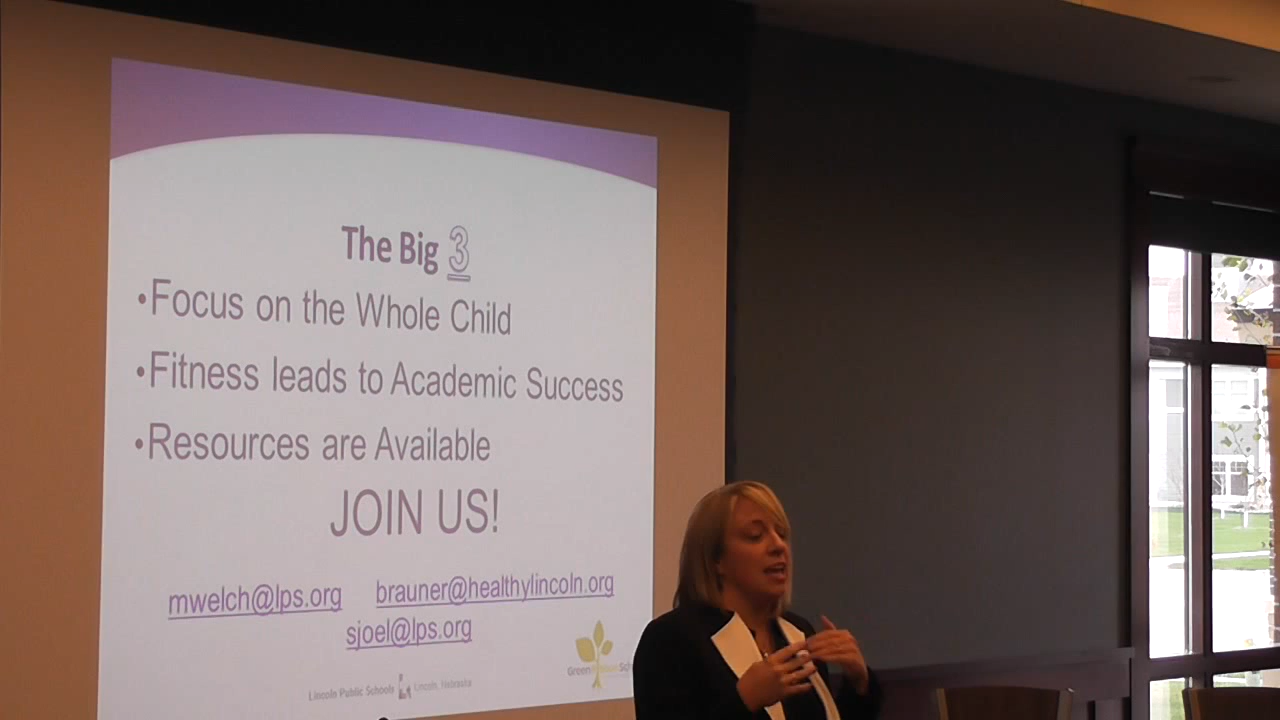 The Big 3
•Focus on the Whole Child
•Fitness leads to Academic Success
•Resources are Available
JOIN US!
mwelch@lps.org brauner@healthylincoln.org
sjoel@lps.org
Lincoln Public Schools Lincoln, Nebraska